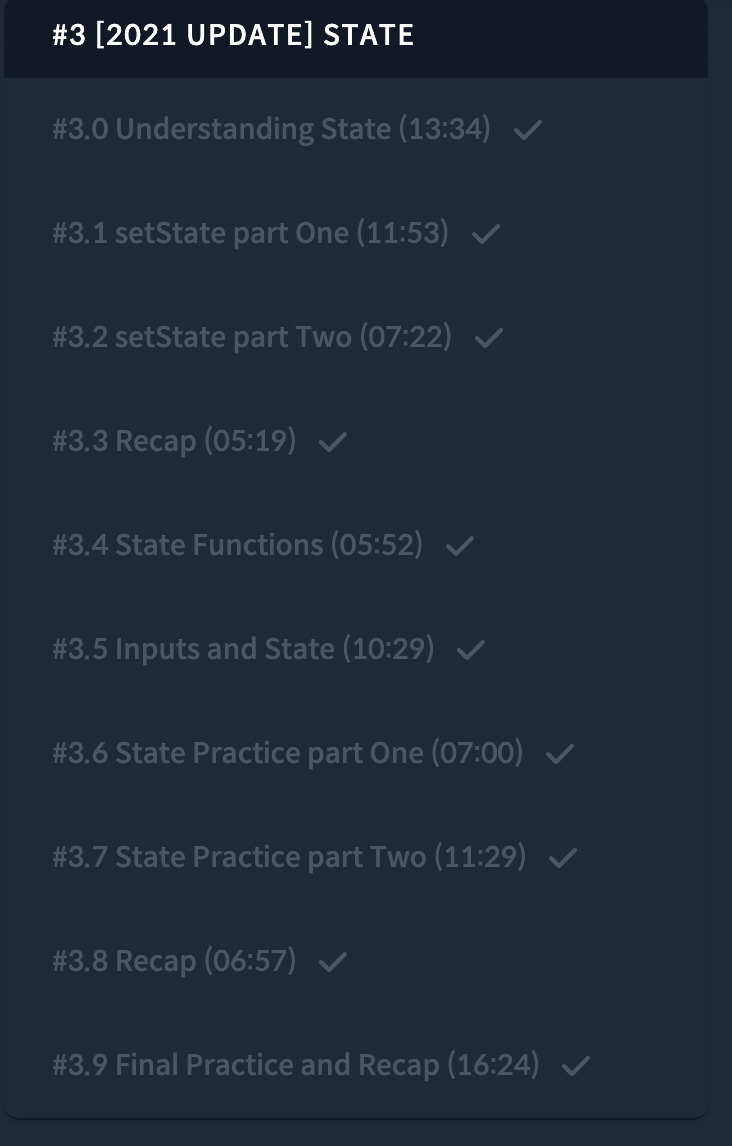 #3 [2021 UPDATE] STATE
#3.0 Understanding State (13:34)
#3.1 setState part One (11:53)
#3.2 setState part Two (07:22)
#3.3 Recap (05:19)
#3.4 State Functions (05:52)
#3.5 Inputs and State (10:29)
#3.6 State Practice part One (07:00)
#3.7 State Practice part Two (11:29)
#3.8 Recap (06:57)
#3.9 Final Practice and Recap (16:24)